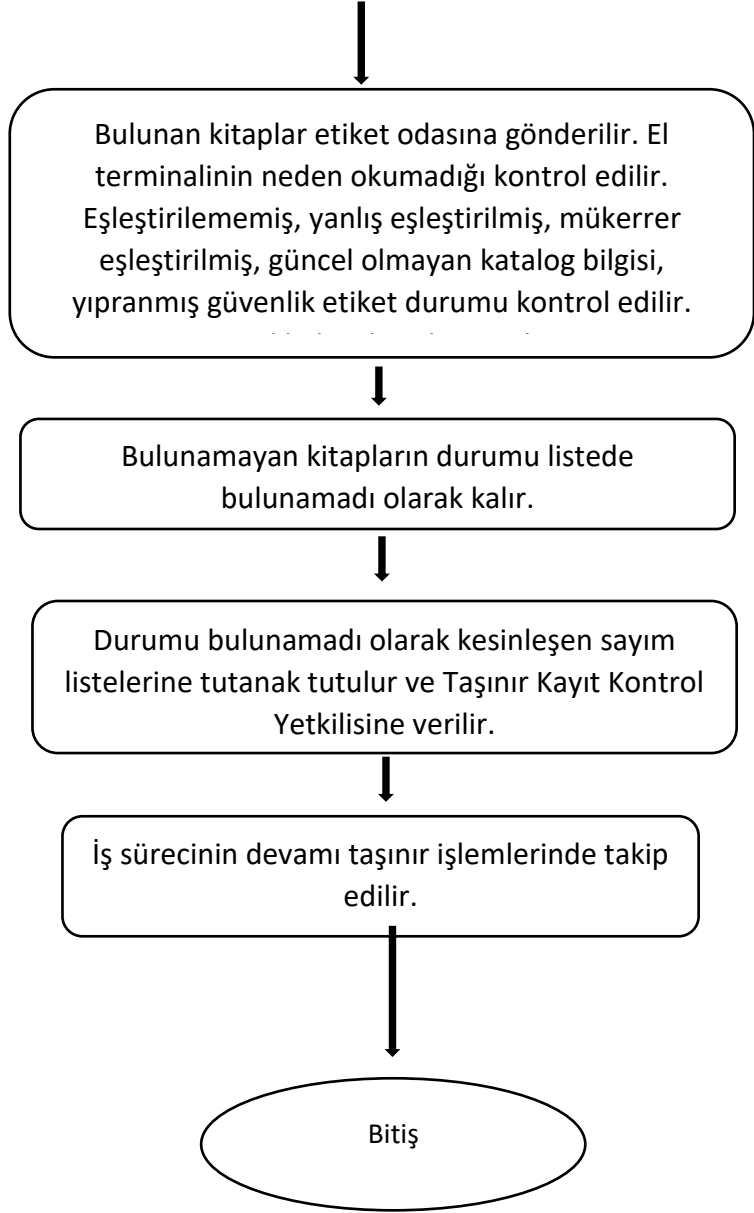 Bulunan kitaplar etiket odasına gönderilir. El
terminalinin neden okumadığı kontrol edilir.
Eşleştirilememiş, yanlış eşleştirilmiş, mükerrer
eşleştirilmiş, güncel olmayan katalog bilgisi,
yıpranmış güvenlik etiket durumu kontrol edilir.
Bulunamayan kitapların durumu listede
bulunamadı olarak kalır.
Durumu bulunamadı olarak kesinleşen sayım
listelerine tutanak tutulur ve Taşınır Kayıt Kontrol
Yetkilisine verilir.
İş sürecinin devamı taşınır işlemlerinde takip
edilir.
Bitiş